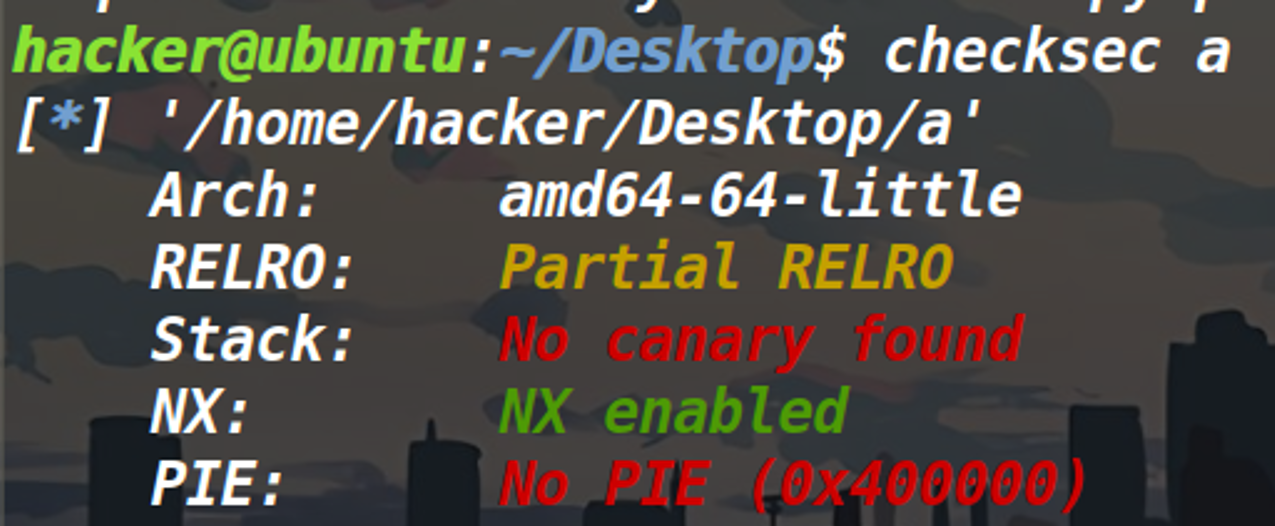 hacker@ubuntu:~/Desktop$ checksec a
[*] '/home/hacker/Desktop/a'
Arch: amd64-64-little
RELRO: Partial RELRO
Stack: No canary found
NX: NX enabled
PIE: No PIE (0x400000)